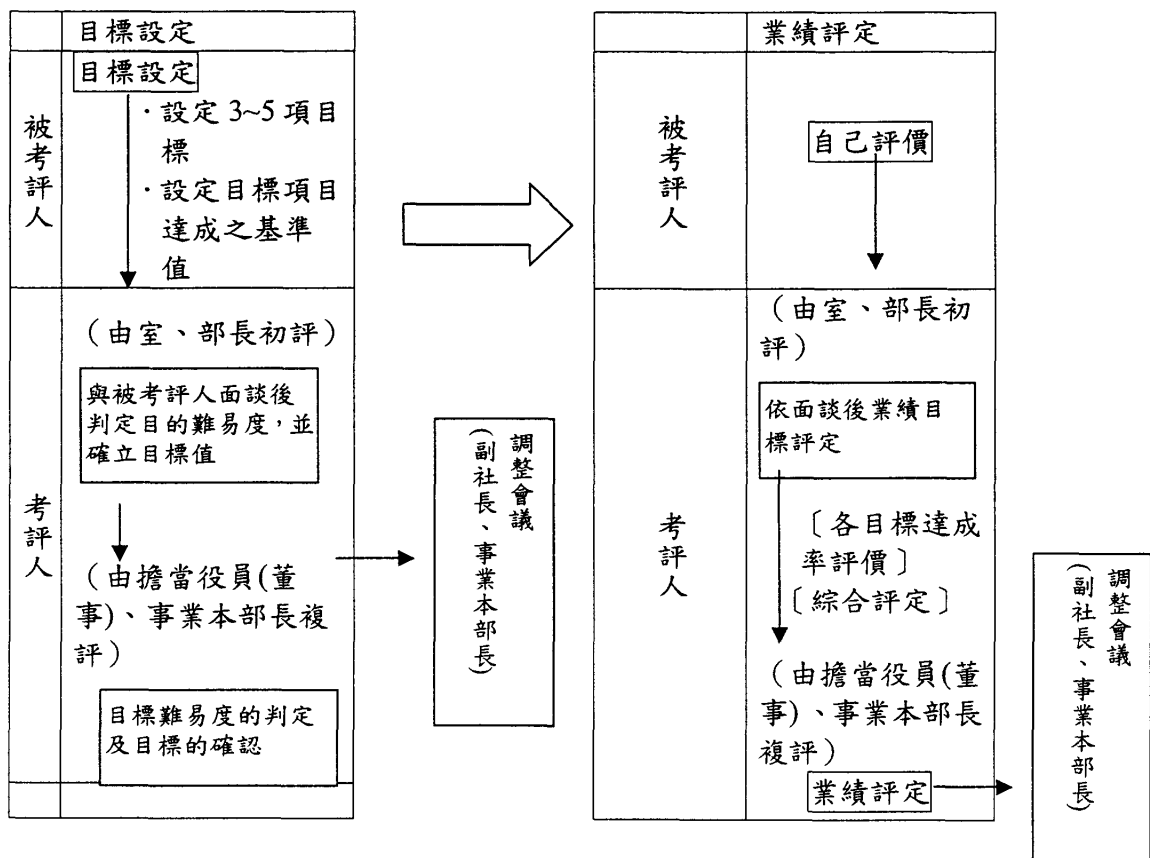 目標設定
目標設定
被考評人
·設定 3~5 項目
標
·設定目標項目
達成之基準
值
考評人
（由室、部長初評）
與被考評人面談後
判定目的難易度，並
確立目標值
（由擔當役員(董
事)、事業本部長複
評）
目標難易度的判定
及目標的確認
調整會議
(副社長、事業本部長)
業績評定
被考評人
自己評價
考評人
（由室、部長初
評）
依面談後業績目
標評定
〔各目標達成
率評價〕
〔綜合評定〕
（由擔當役員(董
事)、事業本部長
複評）
業績評定
調整會議
(副社長、事業本部長)